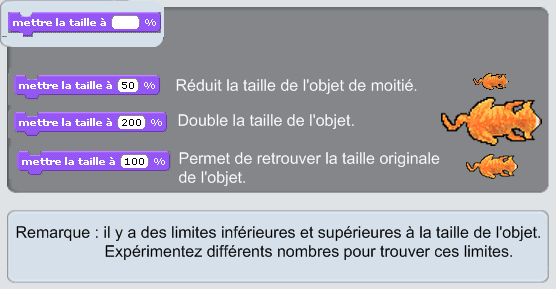 mettre la taille à %
mettre la taille à 50 % Réduit la taille de l'objet de moitié.
mettre la taille à 200 % Double la taille de l'objet.
mettre la taille à 100 % Permet de retrouver la taille originale
de l'objet.
Remarque : il y a des limites inférieures et supérieures à la taille de l'objet.
Expérimentez différents nombres pour trouver ces limites.